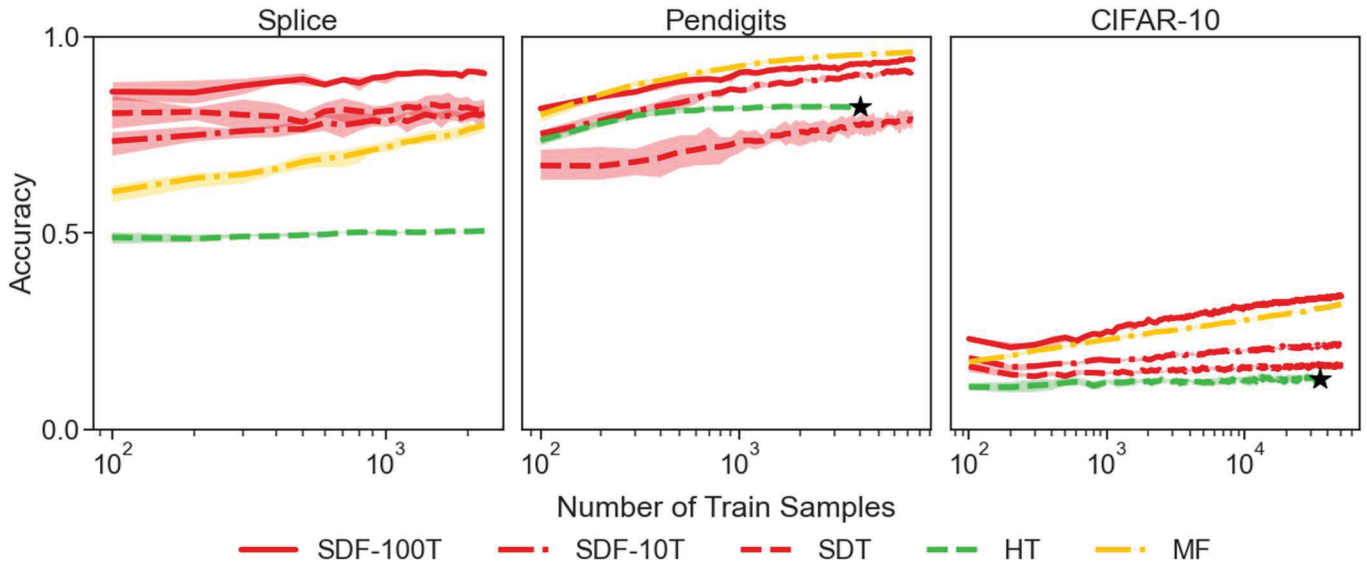 Splice Pendigits CIFAR-10
1.0
0.5
0.0
Accuracy
10² 10³ 10² 10³ 10² 10³ 10⁴
Number of Train Samples
SDF-100T SDF-10T SDT HT MF